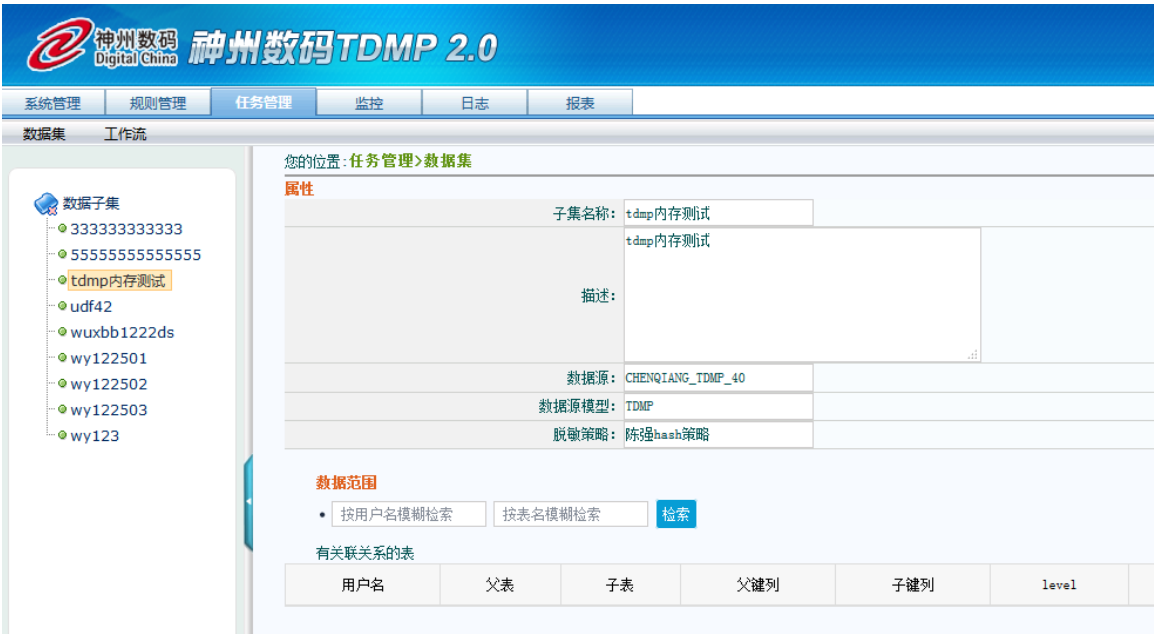 神州数码
Digital China
神州数码TDMP 2.0
系统管理 规则管理 任务管理 监控 日志 报表
数据集 工作流
您的位置:任务管理>数据集
数据子集
333333333333
55555555555555
tdmp内存测试
udf42
wuxbb1222ds
wy122501
wy122502
wy122503
wy123
属性
子集名称: tdmp内存测试
描述: tdmp内存测试
数据源: CHENQIANG_TDMP_40
数据源模型: TDMP
脱敏策略: 陈强hash策略
数据范围
按用户名模糊检索 按表名模糊检索 检索
有关联关系的表
用户名 父表 子表 父键列 子键列 level